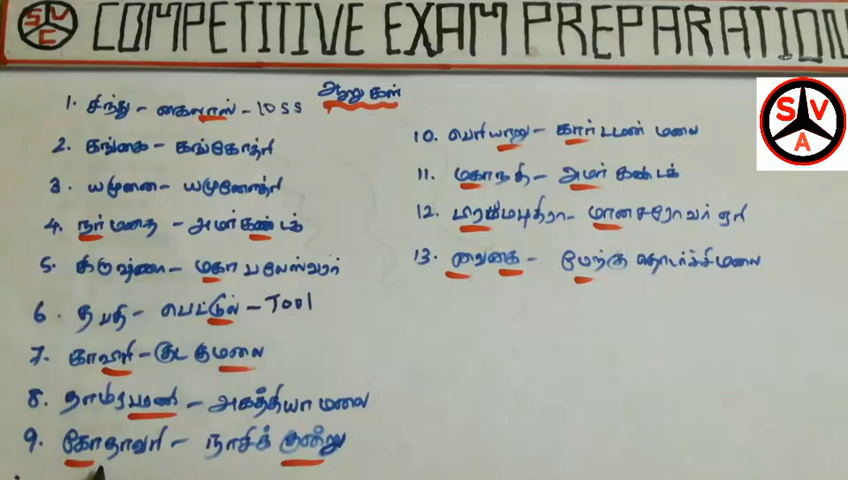 SVC COMPETITIVE EXAM PREPARATION
ஆறுகள்
1. சிந்து - கைலாஸ் - loss
2. கங்கை - கங்கோத்ரி
3. யமுனை - யமுனோத்ரி
4. நர்மதை - அமர்கண்டக்
5. கிருஷ்ணா - மகாபலேஸ்வர்
6. தபதி - பெட்டுல் - Tool
7. காவிரி - குடகுமலை
8. தாமிரபரணி - அகத்தியா மலை
9. கோதாவரி - நாசிக் குன்று
10. பெரியாறு - கார்டமன் மலை
11. மகாநதி - அமர்கண்டக்
12. பிரம்மபுத்திரா - மானசரோவர் ஏரி
13. வைகை - மேற்கு தொடர்ச்சிமலை
SVA